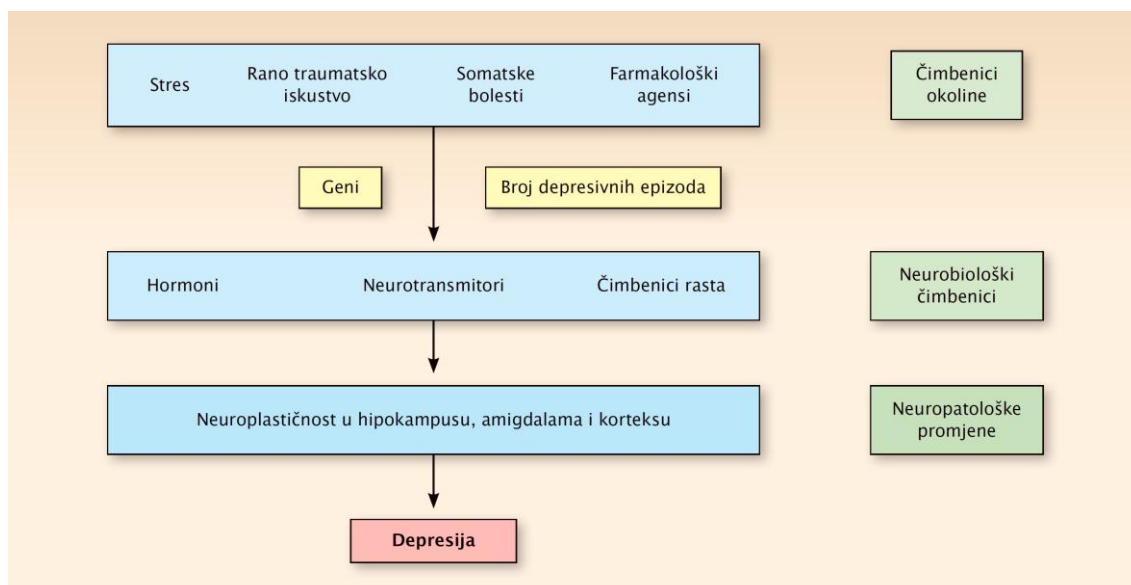 Stres
Rano traumatsko
iskustvo
Somatske
bolesti
Farmakološki
agensi
Čimbenici
okoline
Geni
Broj depresivnih epizoda
Hormoni
Neurotransmitori
Čimbenici rasta
Neurobiološki
čimbenici
Neuroplastičnost u hipokampusu, amigdalama i korteksu
Neuropatološke
promjene
Depresija